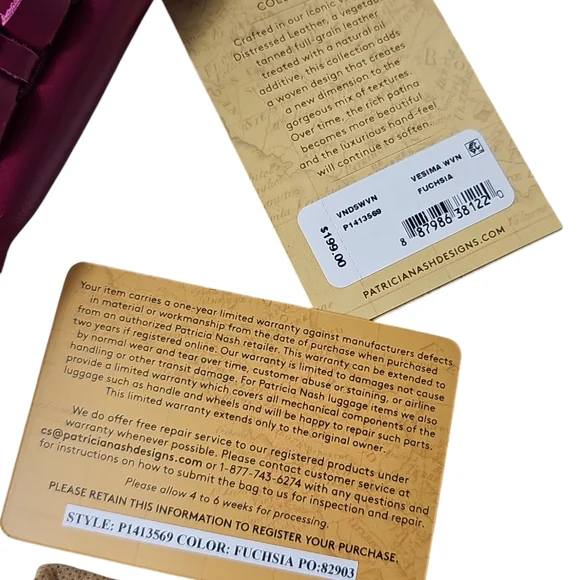 COLL
Crafted in our iconic V
Distressed Leather, a vegetab
tanned full-grain leather
treated with a natural oil
additive, this collection adds
a woven design that creates
a new dimension to the
gorgeous mix of textures.
Over time, the rich patina
becomes more beautiful
and the luxurious hand-feel
will continue to soften.
VNDSWVN VESIMA WVN
P1413569 FUCHSIA
$199.00
8 87986 38122 0
PATRICIANASHDESIGNS.COM
Your item carries a one-year limited warranty against manufacturers defects
in material or workmanship from the date of purchase when purchased
from an authorized Patricia Nash retailer. This warranty can be extended to
two years if registered online. Our warranty is limited to damages not cause
by normal wear and tear over time, customer abuse or staining, or airline
handling or other transit damage. For Patricia Nash luggage items we also
provide a limited warranty which covers all mechanical components of the
luggage such as handle and wheels and will be happy to repair such parts.
This limited warranty extends only to the original owner.
We do offer free repair service to our registered products under
warranty whenever possible. Please contact customer service at
cs@patricianashdesigns.com or 1-877-743-6274 with any questions and
for instructions on how to submit the bag to us for inspection and repair.
Please allow 4 to 6 weeks for processing.
PLEASE RETAIN THIS INFORMATION TO REGISTER YOUR PURCHASE.
STYLE: P1413569 COLOR: FUCHSIA PO:82903